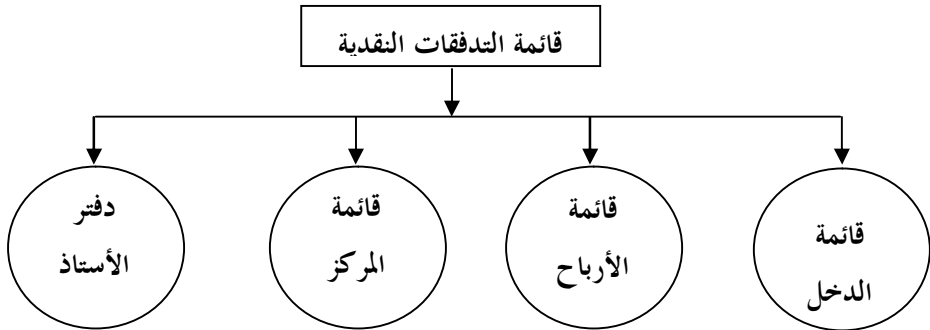 قائمة التدفقات النقدية
قائمة
الدخل
قائمة
الأرباح
قائمة
المركز
دفتر
الأستاذ